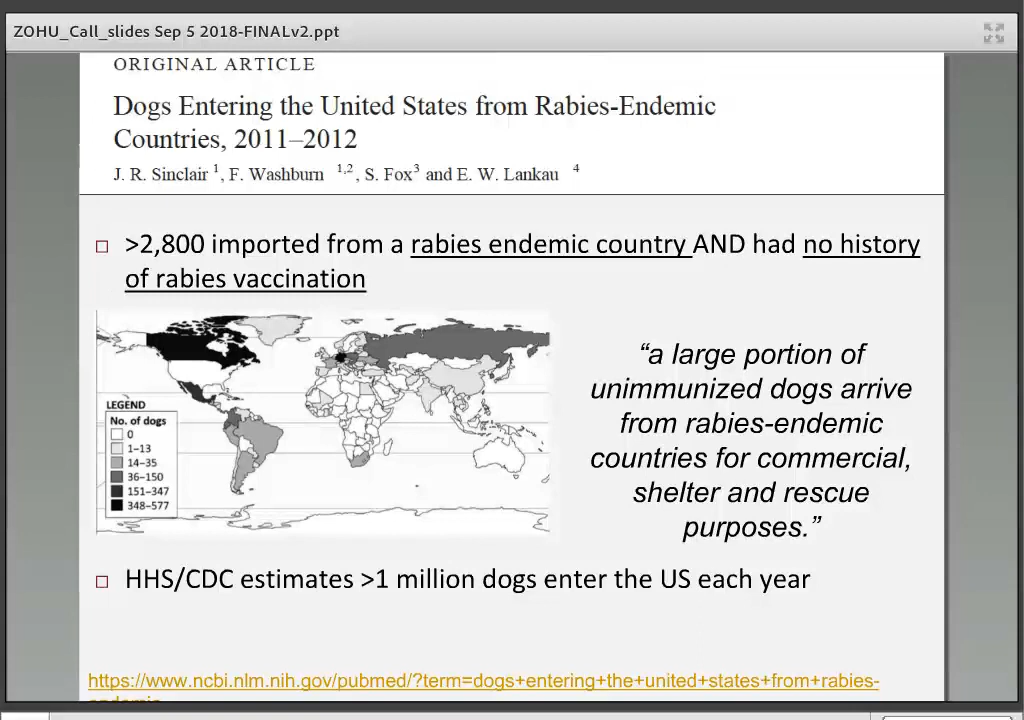 ZOHU_Call_slides Sep 5 2018-FINALv2.ppt
ORIGINAL ARTICLE
Dogs Entering the United States from Rabies-Endemic
Countries, 2011–2012
J. R. Sinclair 1, F. Washburn 1,2, S. Fox3 and E. W. Lankau 4
>2,800 imported from a rabies endemic country AND had no history
of rabies vaccination
LEGEND
No. of dogs
0
1–13
14–35
36–150
151–347
348–577
“a large portion of
unimmunized dogs arrive
from rabies-endemic
countries for commercial,
shelter and rescue
purposes.”
HHS/CDC estimates >1 million dogs enter the US each year
https://www.ncbi.nlm.nih.gov/pubmed/?term=dogs+entering+the+united+states+from+rabies-